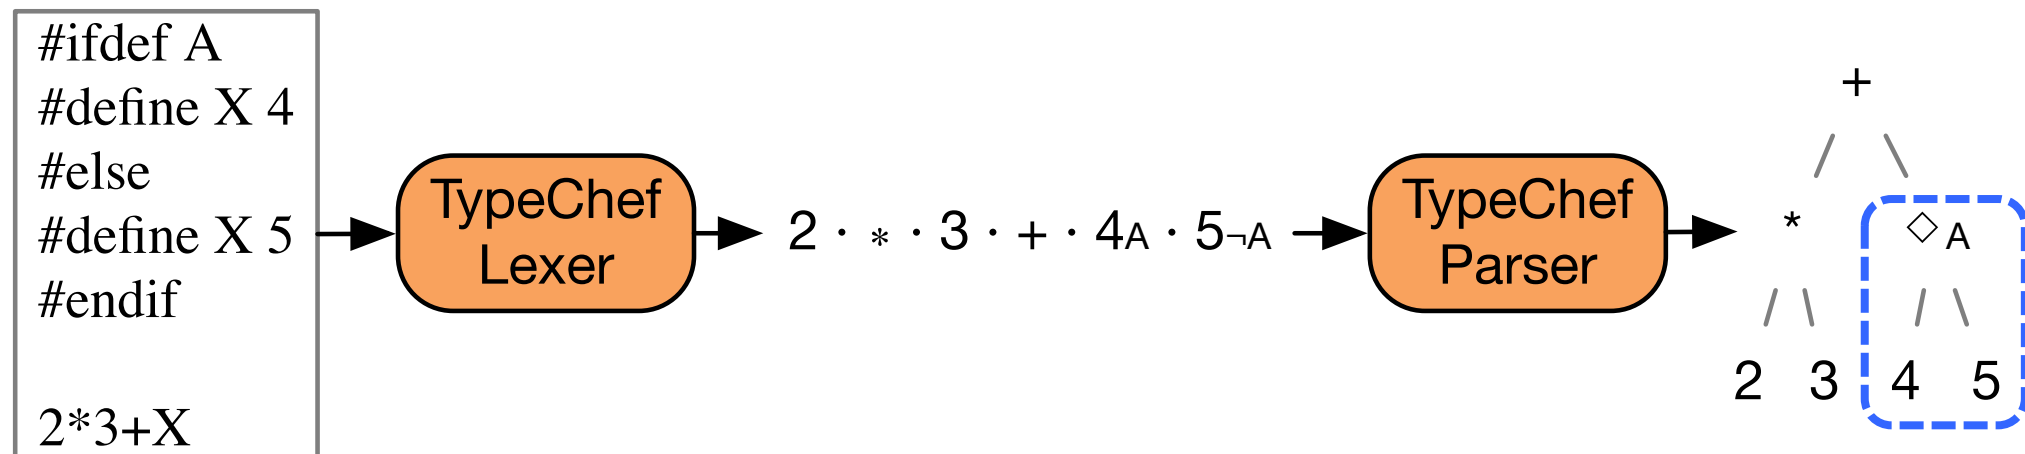 #ifdef A
#define X 4
#else
#define X 5
#endif
2*3+X
TypeChef
Lexer
2 · * · 3 · + · 4A · 5¬A
TypeChef
Parser
+
* ◇ A
2 3 4 5